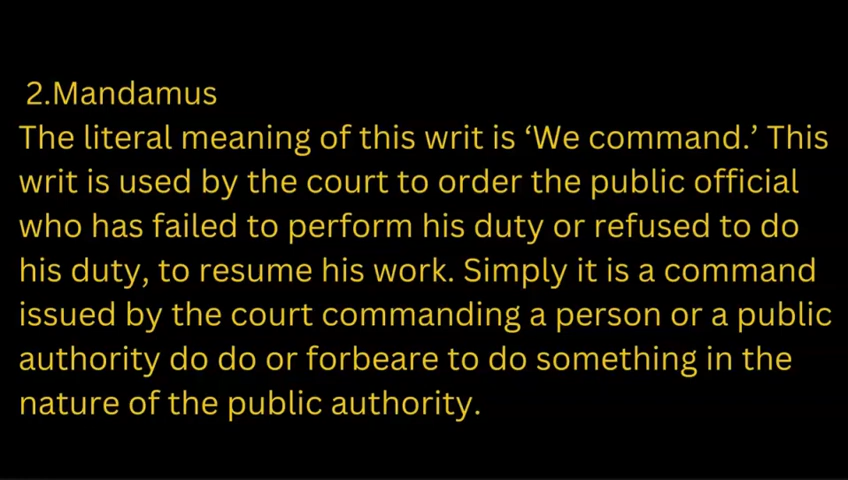 2.Mandamus
The literal meaning of this writ is ‘We command.’ This
writ is used by the court to order the public official
who has failed to perform his duty or refused to do
his duty, to resume his work. Simply it is a command
issued by the court commanding a person or a public
authority do do or forbeare to do something in the
nature of the public authority.